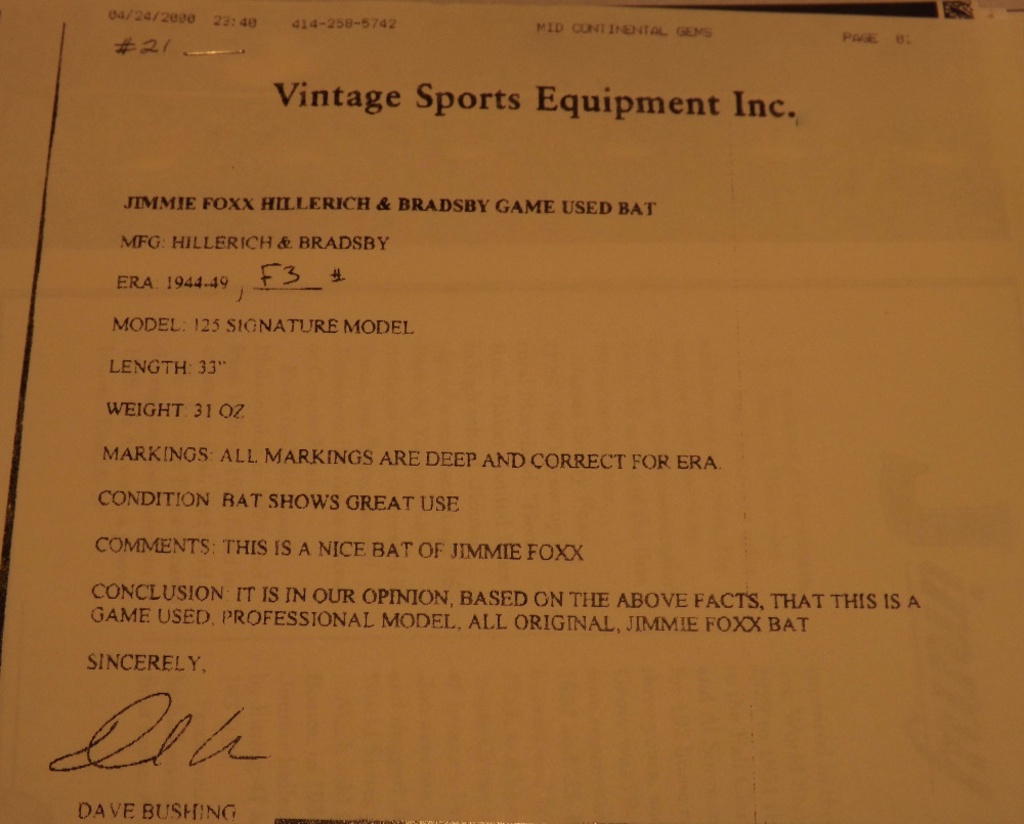 04/24/2000 23:40 414-258-5742 MID CONTINENTAL GEMS PAGE 01
#21
Vintage Sports Equipment Inc.
JIMMIE FOXX HILLERICH & BRADSBY GAME USED BAT
MFG: HILLERICH & BRADSBY
ERA: 1944-49, F3 #
MODEL: 125 SIGNATURE MODEL
LENGTH: 33"
WEIGHT: 31 OZ
MARKINGS: ALL MARKINGS ARE DEEP AND CORRECT FOR ERA.
CONDITION BAT SHOWS GREAT USE
COMMENTS: THIS IS A NICE BAT OF JIMMIE FOXX
CONCLUSION: IT IS IN OUR OPINION, BASED ON THE ABOVE FACTS, THAT THIS IS A
GAME USED, PROFESSIONAL MODEL, ALL ORIGINAL, JIMMIE FOXX BAT
SINCERELY,
DAVE BUSHING